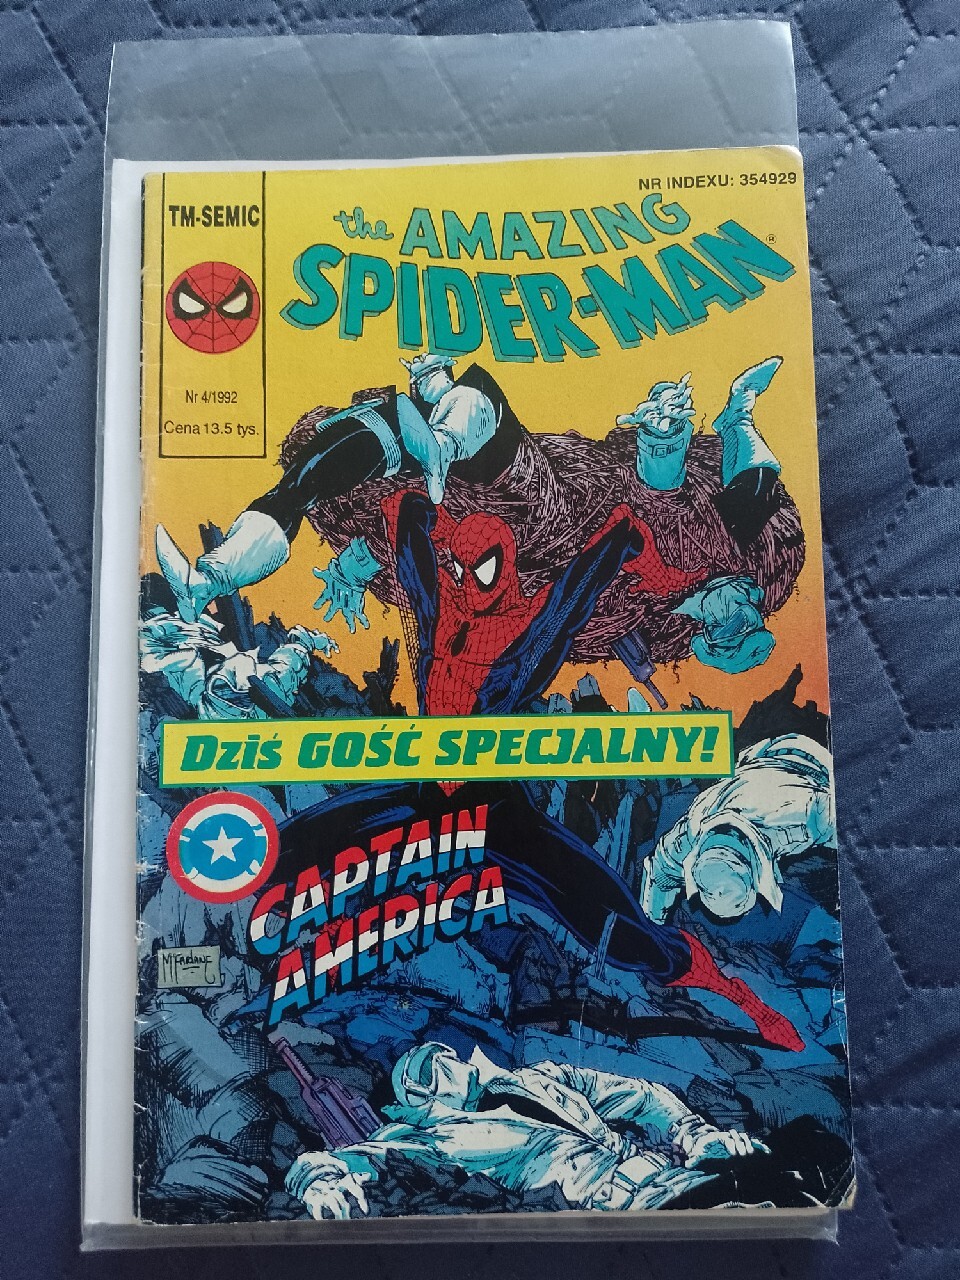 NR INDEXU: 354929
TM-SEMIC
the AMAZING
SPIDER-MAN®
Nr 4/1992
Cena 13.5 tys.
Dziś GOŚĆ SPECJALNY!
CAPTAIN
AMERICA
McFARLANE